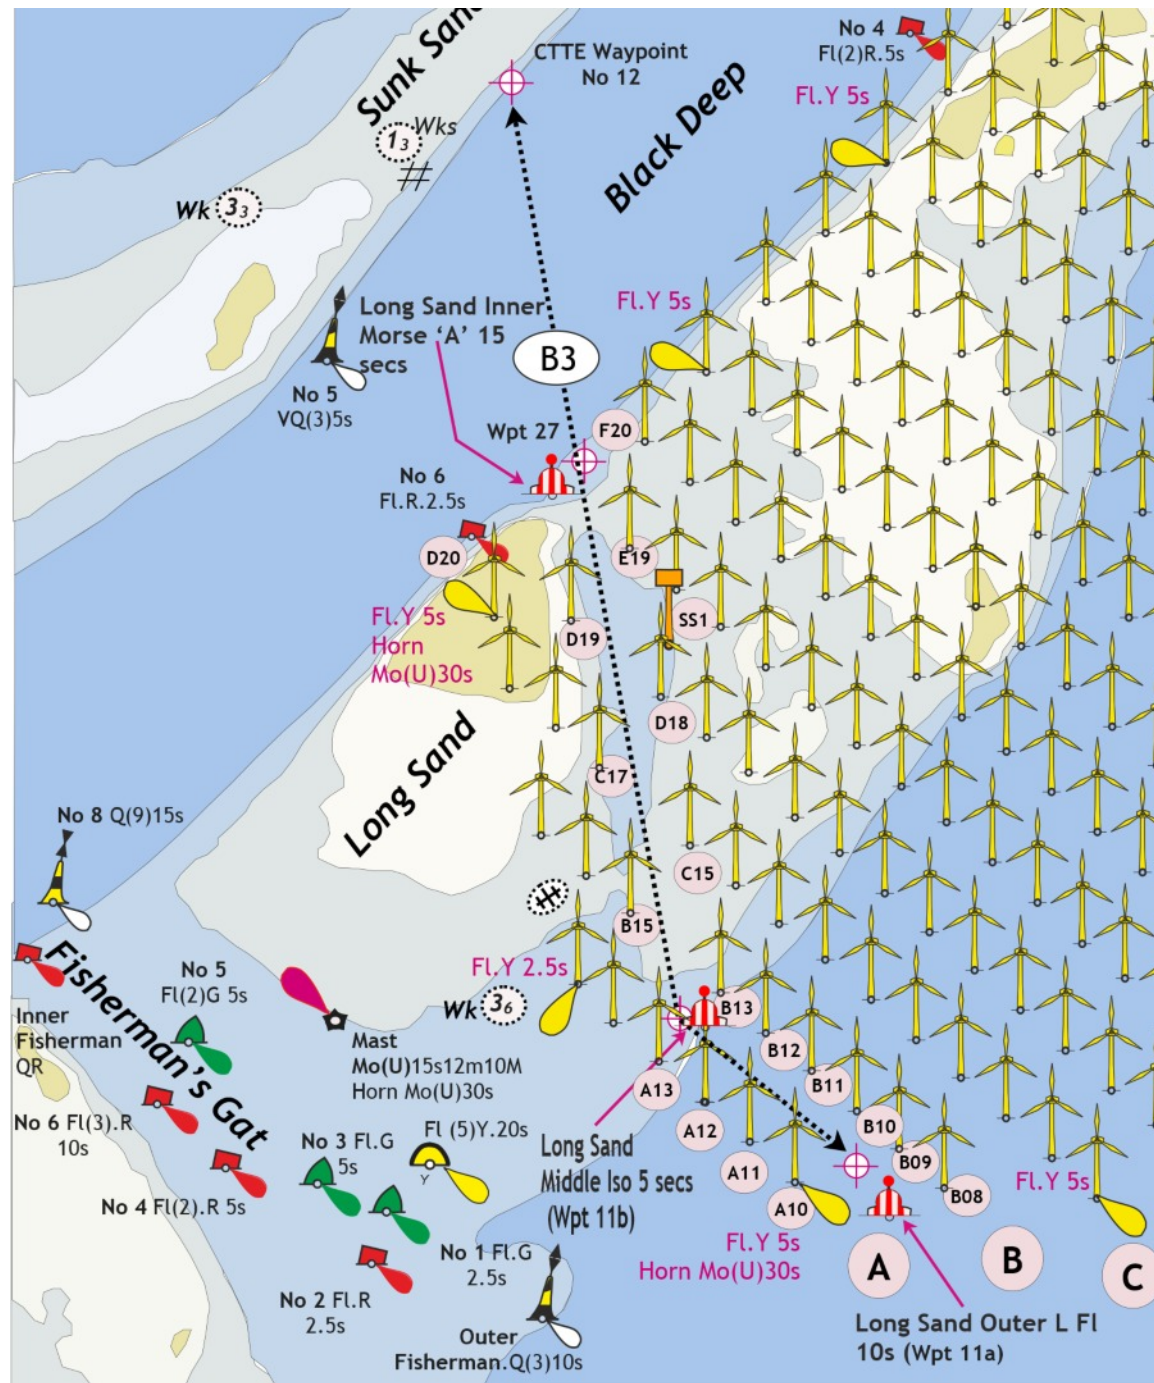 Sunk Sand
CTTE Waypoint
No 12
No 4
Fl(2)R.5s
Fl.Y 5s
Black Deep
13 Wks
Wk 33
Fl.Y 5s
Long Sand Inner
Morse ‘A’ 15
secs
B3
No 5
VQ(3)5s
Wpt 27
F20
No 6
Fl.R.2.5s
D20
E19
SS1
Fl.Y 5s
Horn
Mo(U)30s
D19
D18
Long Sand
C17
No 8 Q(9)15s
C15
B15
Fl.Y 2.5s
Fisherman's Gat
No 5
Fl(2)G 5s
Wk 36
B13
Inner
Fisherman
QR
Mast
Mo(U)15s12m10M
Horn Mo(U)30s
B12
B11
A13
No 6 Fl(3).R
10s
Fl (5)Y.20s
No 3 Fl.G
5s
A12
B10
Long Sand
Middle Iso 5 secs
(Wpt 11b)
A11
B09
Y
Fl.Y 5s
No 4 Fl(2).R 5s
B08
A10
Fl.Y 5s
Horn Mo(U)30s
No 1 Fl.G
2.5s
A
B
C
No 2 Fl.R
2.5s
Outer
Fisherman.Q(3)10s
Long Sand Outer L Fl
10s (Wpt 11a)